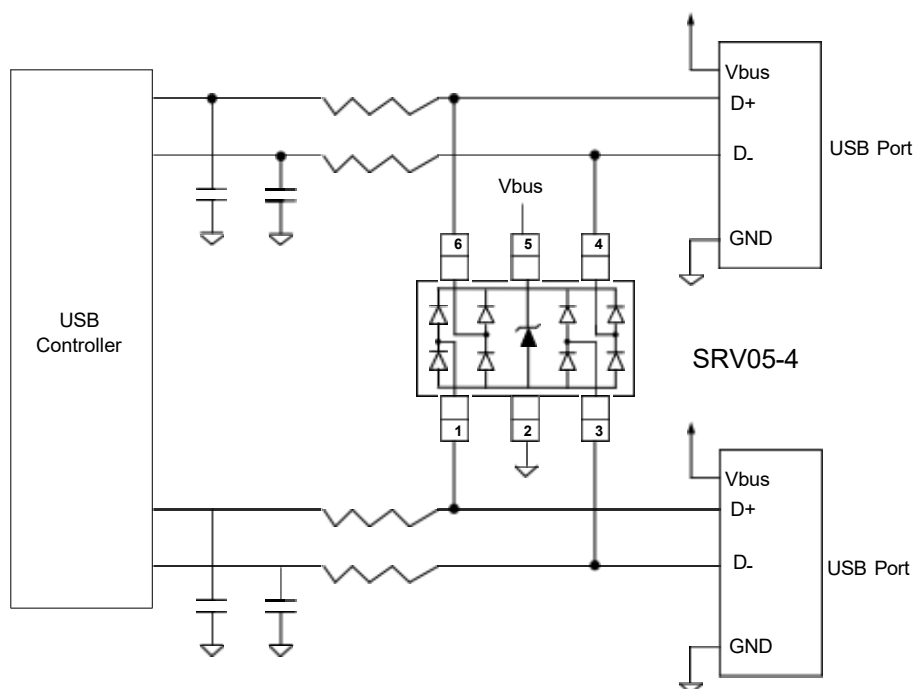 Vbus
D+
D-
GND
USB Port
Vbus
6
5
4
USB
Controller
SRV05-4
1
2
3
Vbus
D+
D-
GND
USB Port